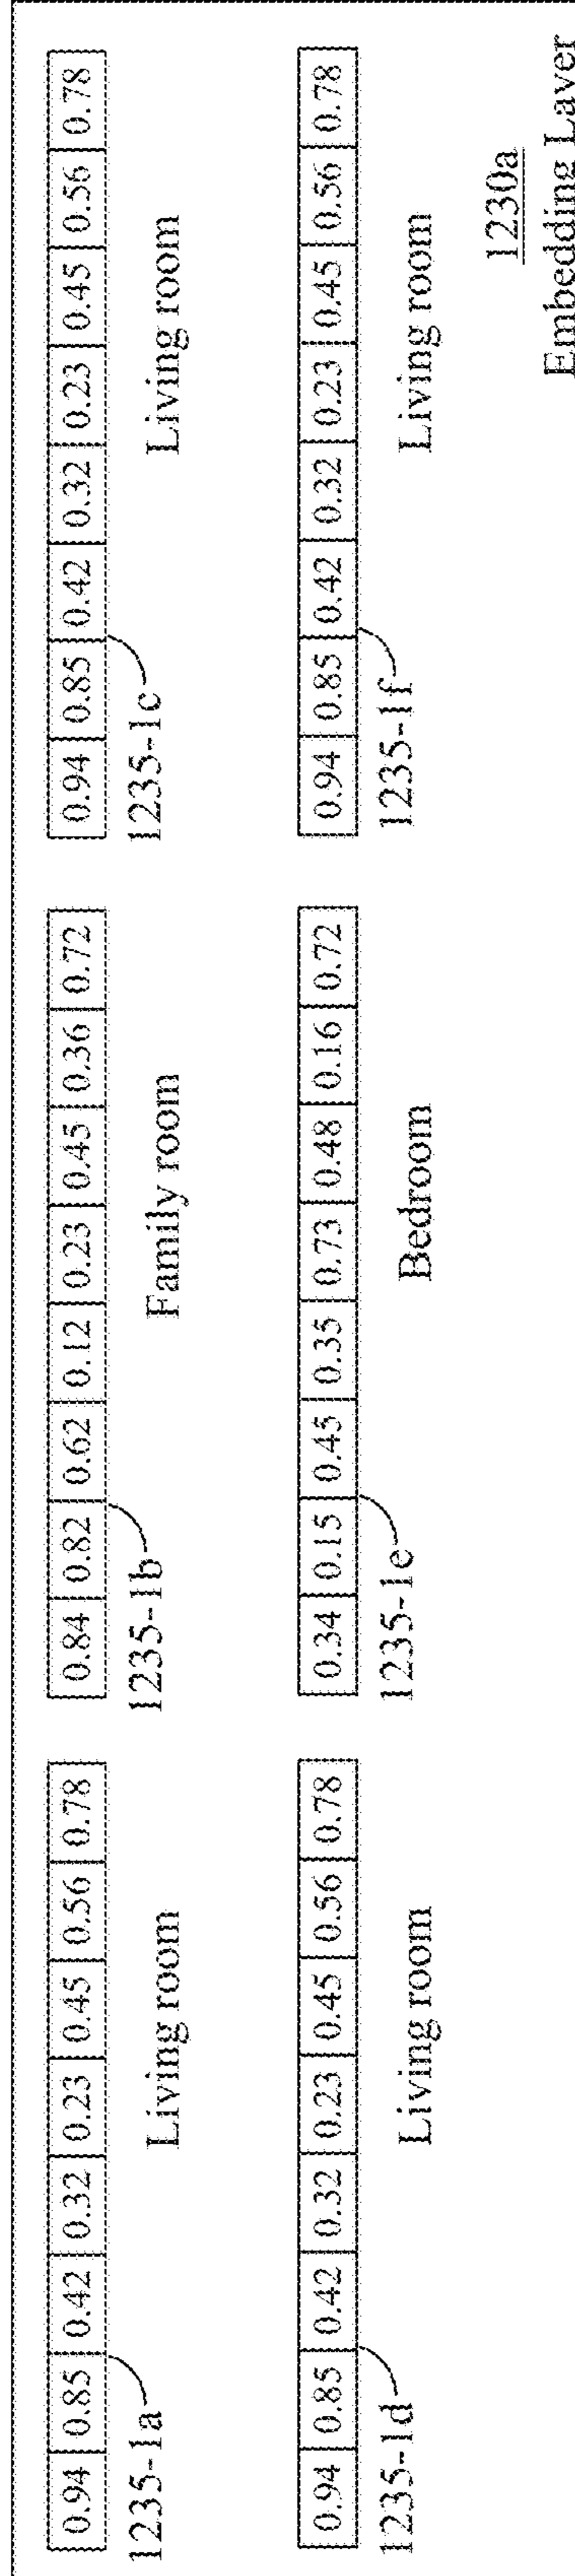 0.94 0.85 0.42 0.32 0.23 0.45 0.56 0.78
1235-1a
Living room
0.84 0.82 0.62 0.12 0.23 0.45 0.36 0.72
1235-1b
Family room
0.94 0.85 0.42 0.32 0.23 0.45 0.56 0.78
1235-1c
Living room
0.94 0.85 0.42 0.32 0.23 0.45 0.56 0.78
1235-1d
Living room
0.34 0.15 0.45 0.35 0.73 0.48 0.16 0.72
1235-1e
Bedroom
0.94 0.85 0.42 0.32 0.23 0.45 0.56 0.78
1235-1f
Living room
1230a
Embedding Layer